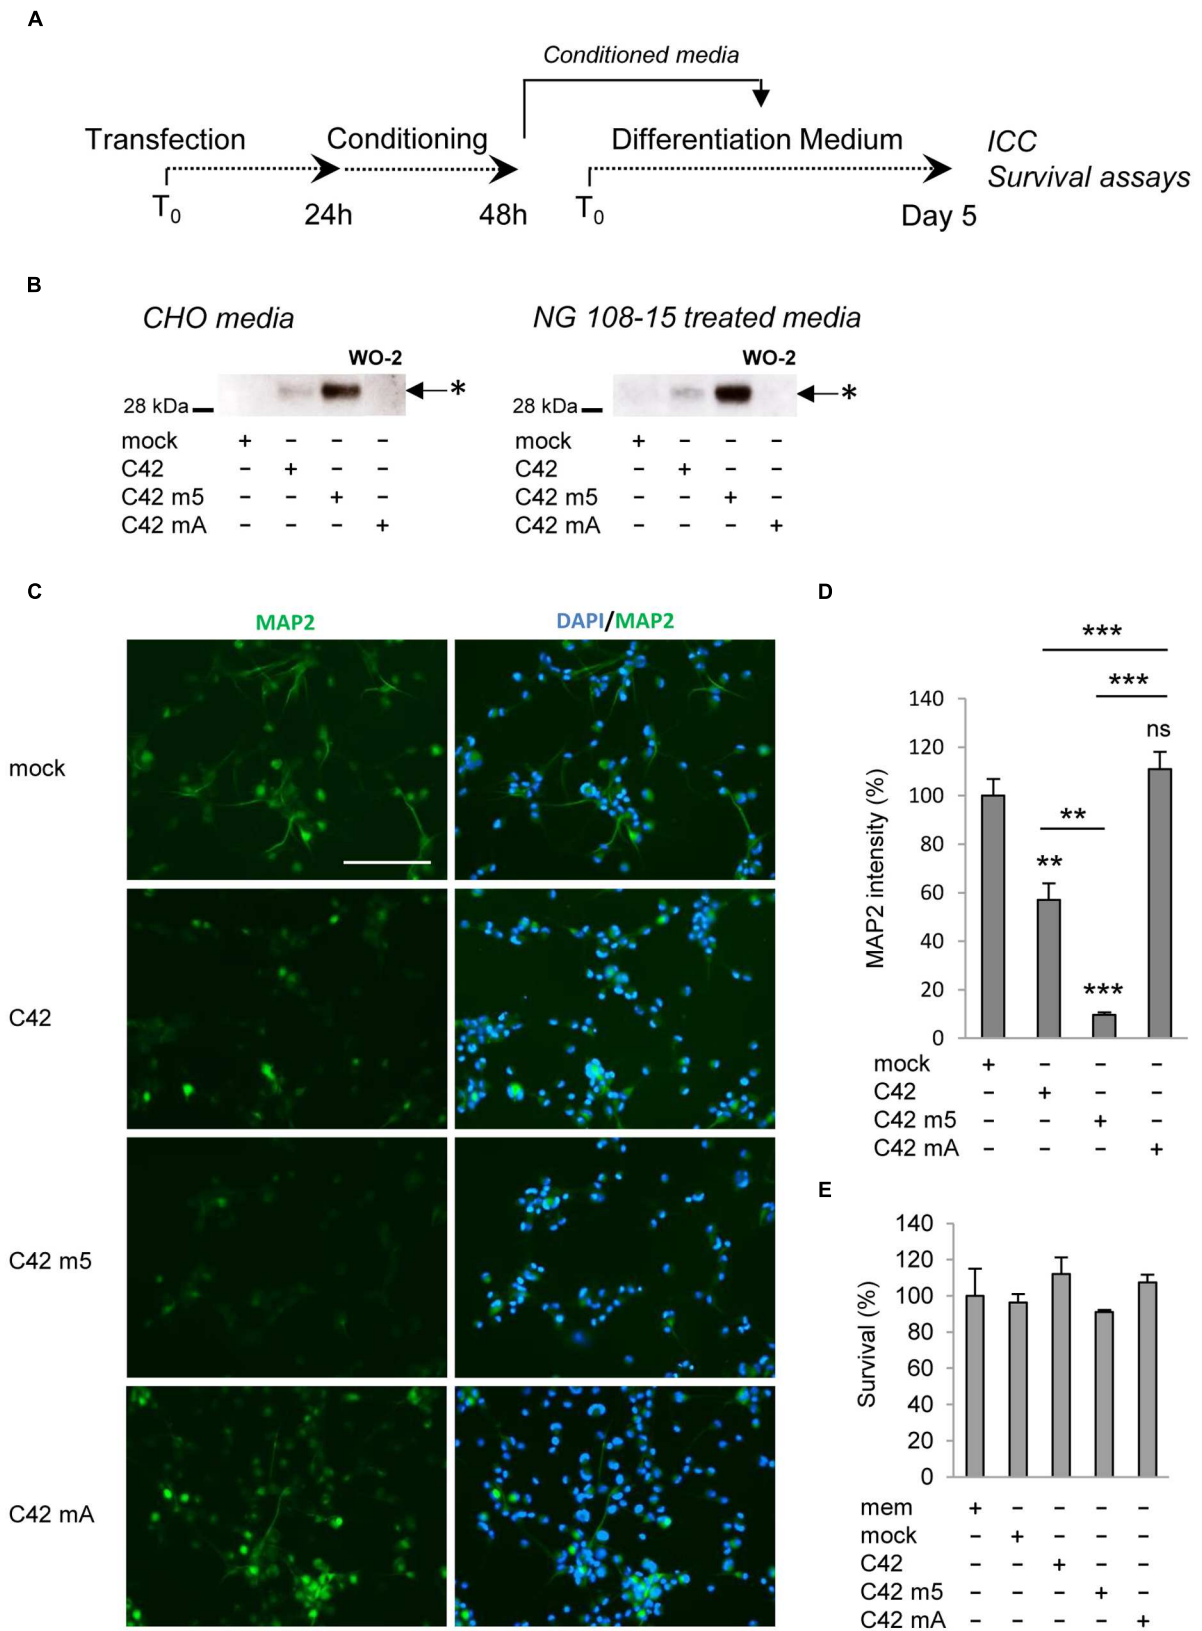 A
Conditioned media
Transfection Conditioning Differentiation Medium ICC
Survival assays
T0 24h 48h T0 Day 5
B
CHO media NG 108-15 treated media
WO-2 WO-2
* *
28 kDa 28 kDa
mock + − − − mock + − − −
C42 − + − − C42 − + − −
C42 m5 − − + − C42 m5 − − + −
C42 mA − − − + C42 mA − − − +
C
MAP2 DAPI/MAP2
mock
C42
C42 m5
C42 mA
D
***
***
ns
**
**
***
MAP2 intensity (%)
140
120
100
80
60
40
20
0
mock + − − −
C42 − + − −
C42 m5 − − + −
C42 mA − − − +
E
Survival (%)
140
120
100
80
60
40
20
0
mem + − − − −
mock − + − − −
C42 − − + − −
C42 m5 − − − + −
C42 mA − − − − +